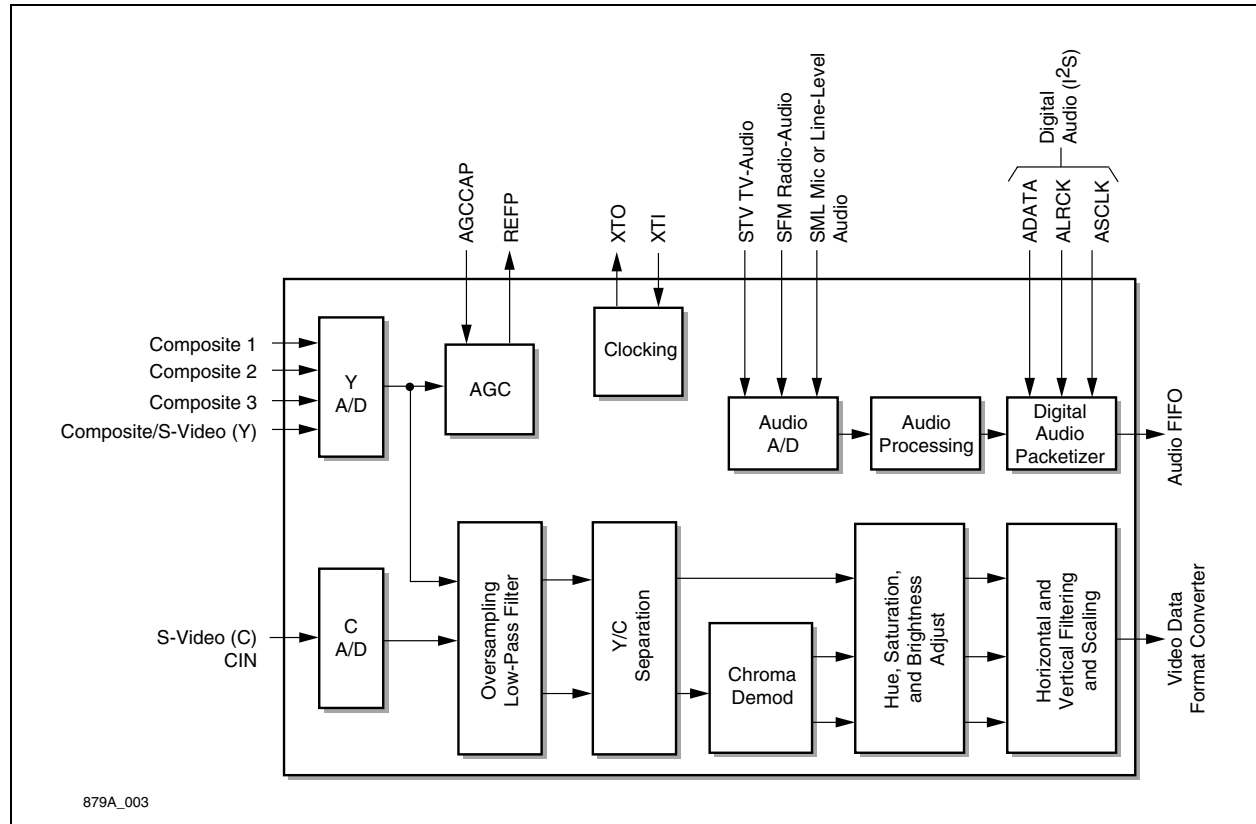 Digital
Audio (I²S)
AGCCAP
REFP
XTO
XTI
STV TV-Audio
SFM Radio-Audio
SML Mic or Line-Level
Audio
ADATA
ALRCK
ASCLK
Composite 1
Composite 2
Composite 3
Composite/S-Video (Y)
Y
A/D
AGC
Clocking
Audio
A/D
Audio
Processing
Digital
Audio
Packetizer
Audio FIFO
S-Video (C)
CIN
C
A/D
Oversampling
Low-Pass Filter
Y/C
Separation
Chroma
Demod
Hue, Saturation,
and Brightness
Adjust
Horizontal and
Vertical Filtering
and Scaling
Video Data
Format Converter
879A_003